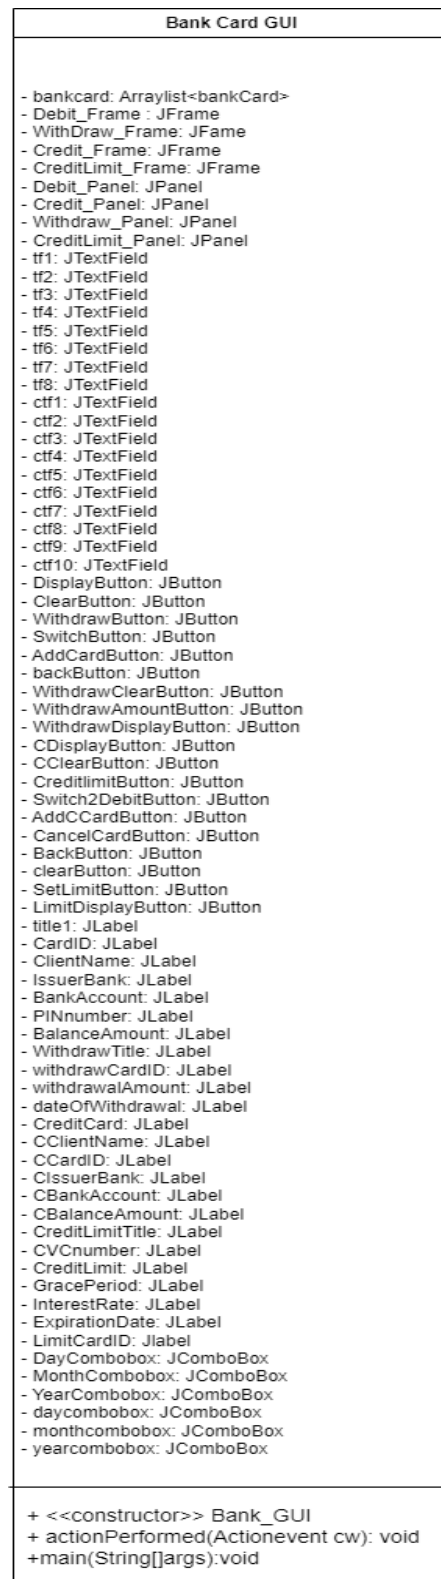 Bank Card GUI
- bankcard: Arraylist<bankCard>
- Debit_Frame : JFrame
- WithDraw_Frame: JFame
- Credit_Frame: JFrame
- CreditLimit_Frame: JFrame
- Debit_Panel: JPanel
- Credit_Panel: JPanel
- Withdraw_Panel: JPanel
- CreditLimit_Panel: JPanel
- tf1: JTextField
- tf2: JTextField
- tf3: JTextField
- tf4: JTextField
- tf5: JTextField
- tf6: JTextField
- tf7: JTextField
- tf8: JTextField
- ctf1: JTextField
- ctf2: JTextField
- ctf3: JTextField
- ctf4: JTextField
- ctf5: JTextField
- ctf6: JTextField
- ctf7: JTextField
- ctf8: JTextField
- ctf9: JTextField
- ctf10: JTextField
- DisplayButton: JButton
- ClearButton: JButton
- WithdrawButton: JButton
- SwitchButton: JButton
- AddCardButton: JButton
- backButton: JButton
- WithdrawClearButton: JButton
- WithdrawAmountButton: JButton
- WithdrawDisplayButton: JButton
- CDisplayButton: JButton
- CClearButton: JButton
- CreditlimitButton: JButton
- Switch2DebitButton: JButton
- AddCCardButton: JButton
- CancelCardButton: JButton
- BackButton: JButton
- clearButton: JButton
- SetLimitButton: JButton
- LimitDisplayButton: JButton
- title1: JLabel
- CardID: JLabel
- ClientName: JLabel
- IssuerBank: JLabel
- BankAccount: JLabel
- PINnumber: JLabel
- BalanceAmount: JLabel
- WithdrawTitle: JLabel
- withdrawCardID: JLabel
- withdrawalAmount: JLabel
- dateOfWithdrawal: JLabel
- CreditCard: JLabel
- CClientName: JLabel
- CCardID: JLabel
- CIssuerBank: JLabel
- CBankAccount: JLabel
- CBalanceAmount: JLabel
- CreditLimitTitle: JLabel
- CVCnumber: JLabel
- CreditLimit: JLabel
- GracePeriod: JLabel
- InterestRate: JLabel
- ExpirationDate: JLabel
- LimitCardID: Jlabel
- DayCombobox: JComboBox
- MonthCombobox: JComboBox
- YearCombobox: JComboBox
- daycombobox: JComboBox
- monthcombobox: JComboBox
- yearcombobox: JComboBox
+ <<constructor>> Bank_GUI
+ actionPerformed(Actionevent cw): void
+main(String[]args):void